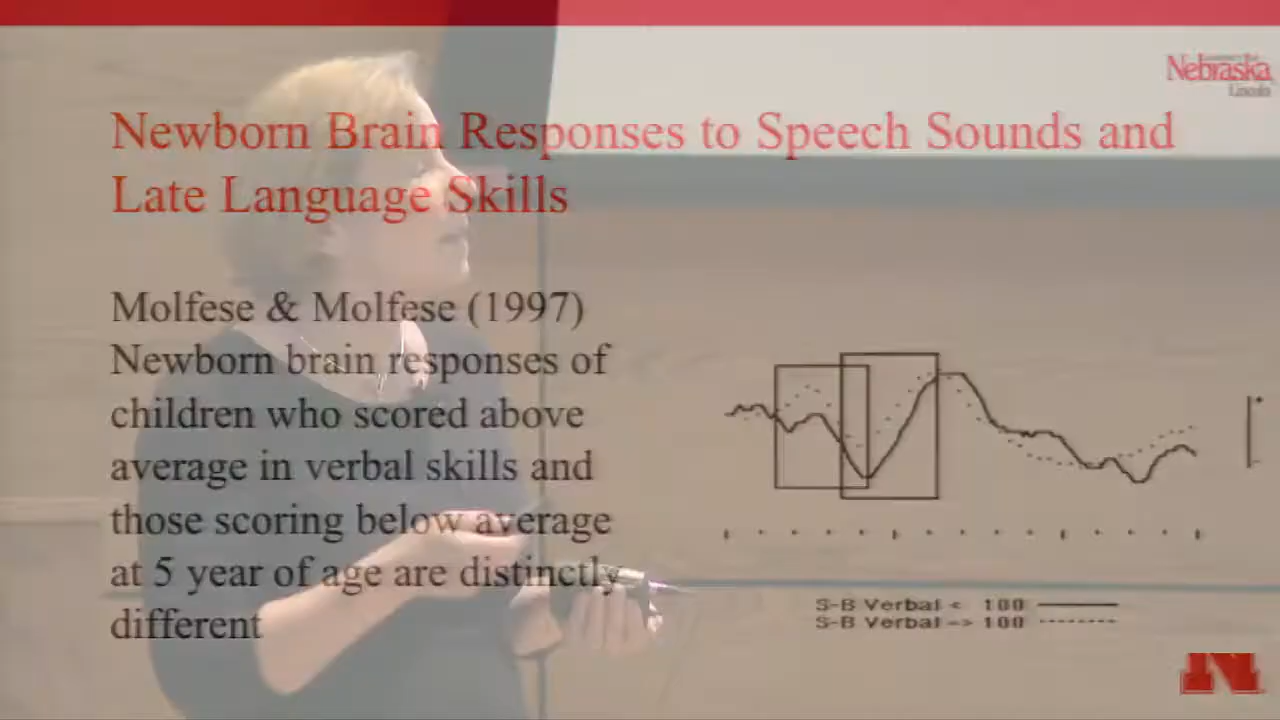 Nebraska
Lincoln
Newborn Brain Responses to Speech Sounds and
Late Language Skills
Molfese & Molfese (1997)
Newborn brain responses of
children who scored above
average in verbal skills and
those scoring below average
at 5 year of age are distinctly
different
S-B Verbal < 100
S-B Verbal => 100
N